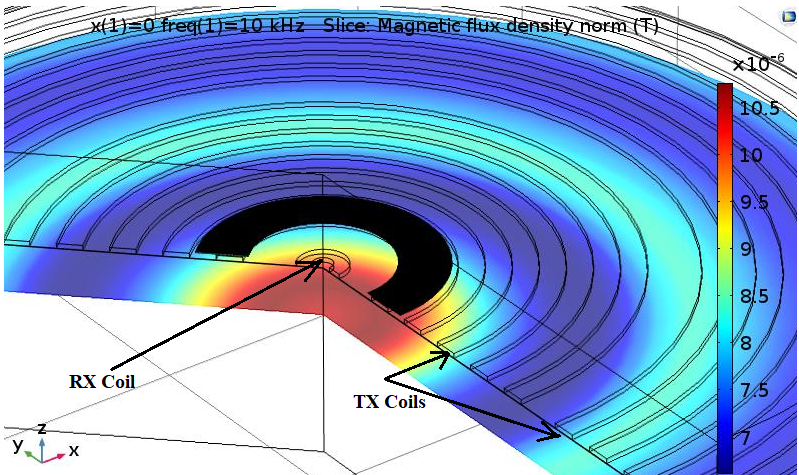 x(1)=0 freq(1)=10 kHz Slice: Magnetic flux density norm (T)
×10⁻⁶
10.5
10
9.5
9
8.5
8
7.5
7
RX Coil
TX Coils
z
y
x